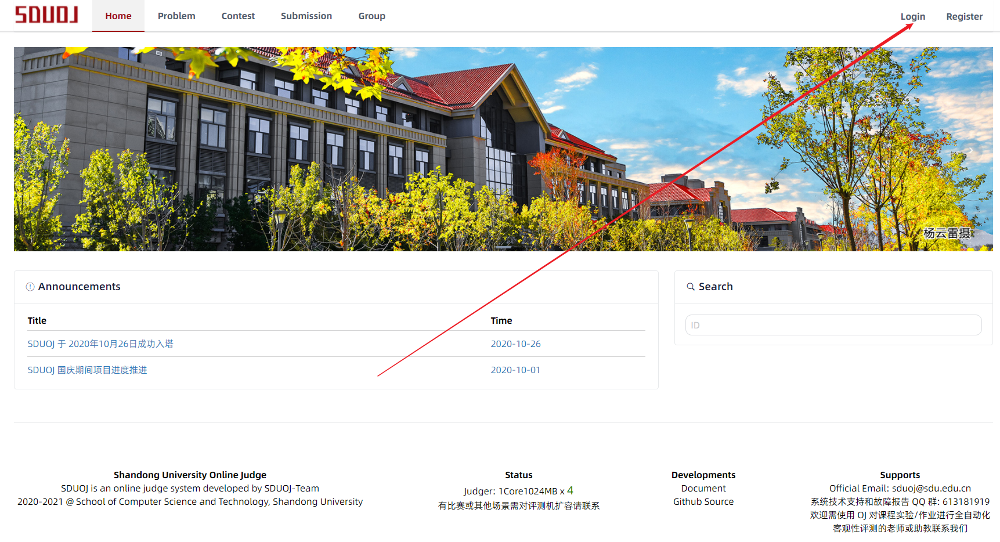 SDUOJ
Home
Problem
Contest
Submission
Group
Login
Register
杨云雷摄
Announcements
Title
Time
SDUOJ 于 2020年10月26日成功入塔
2020-10-26
SDUOJ 国庆期间项目进度推进
2020-10-01
Search
ID
Shandong University Online Judge
SDUOJ is an online judge system developed by SDUOJ-Team
2020-2021 @ School of Computer Science and Technology, Shandong University
Status
Judger: 1Core1024MB x 4
有比赛或其他场景需对评测机扩容请联系
Developments
Document
Github Source
Supports
Official Email: sduoj@sdu.edu.cn
系统技术支持和故障报告 QQ 群: 613181919
欢迎需使用 OJ 对课程实验/作业进行全自动化
客观性评测的老师或助教联系我们